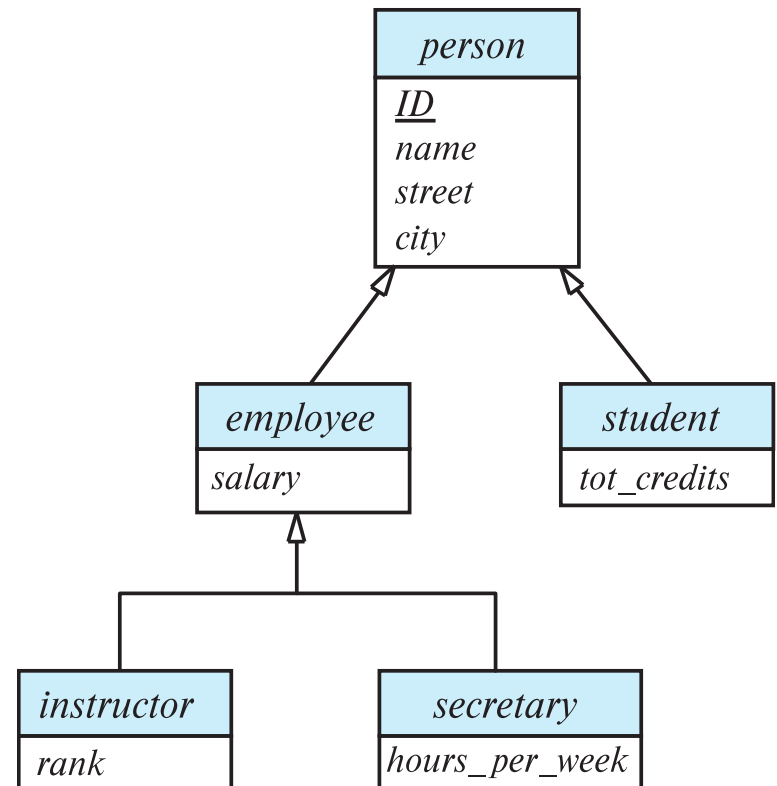 person
ID
name
street
city
employee
salary
student
tot_credits
instructor
rank
secretary
hours_per_week